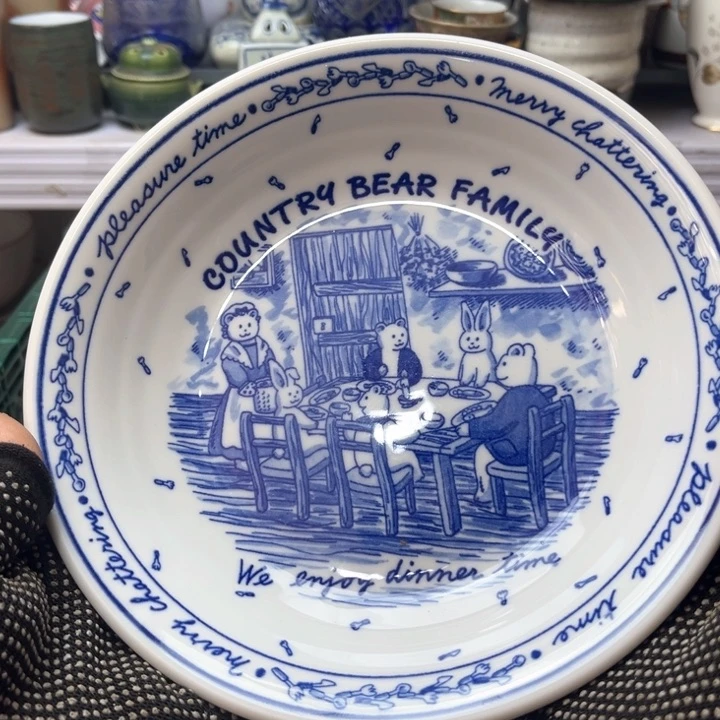 pleasure time
Merry chattering
COUNTRY BEAR FAMILY
We enjoy dinner time
merry chattering
pleasure time